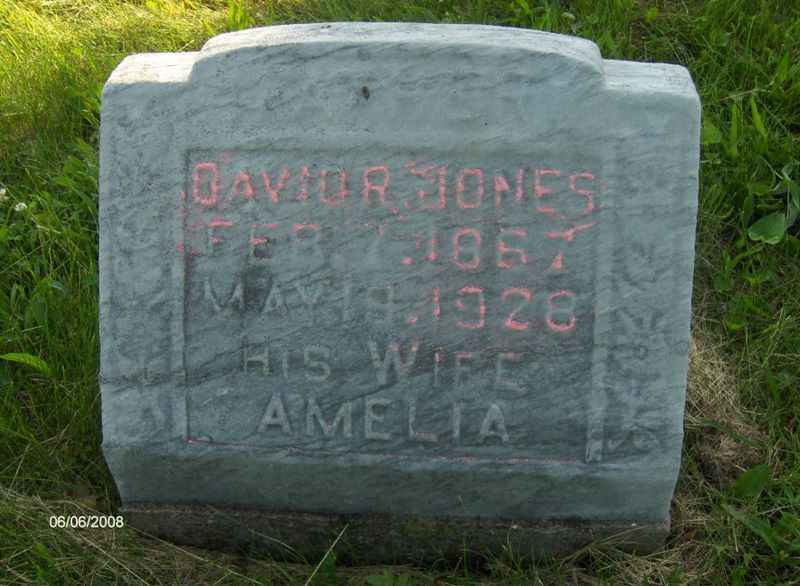 DAVID R. JONES
FEB. 7, 1867
MAY 19, 1928
HIS WIFE
AMELIA
06/06/2008